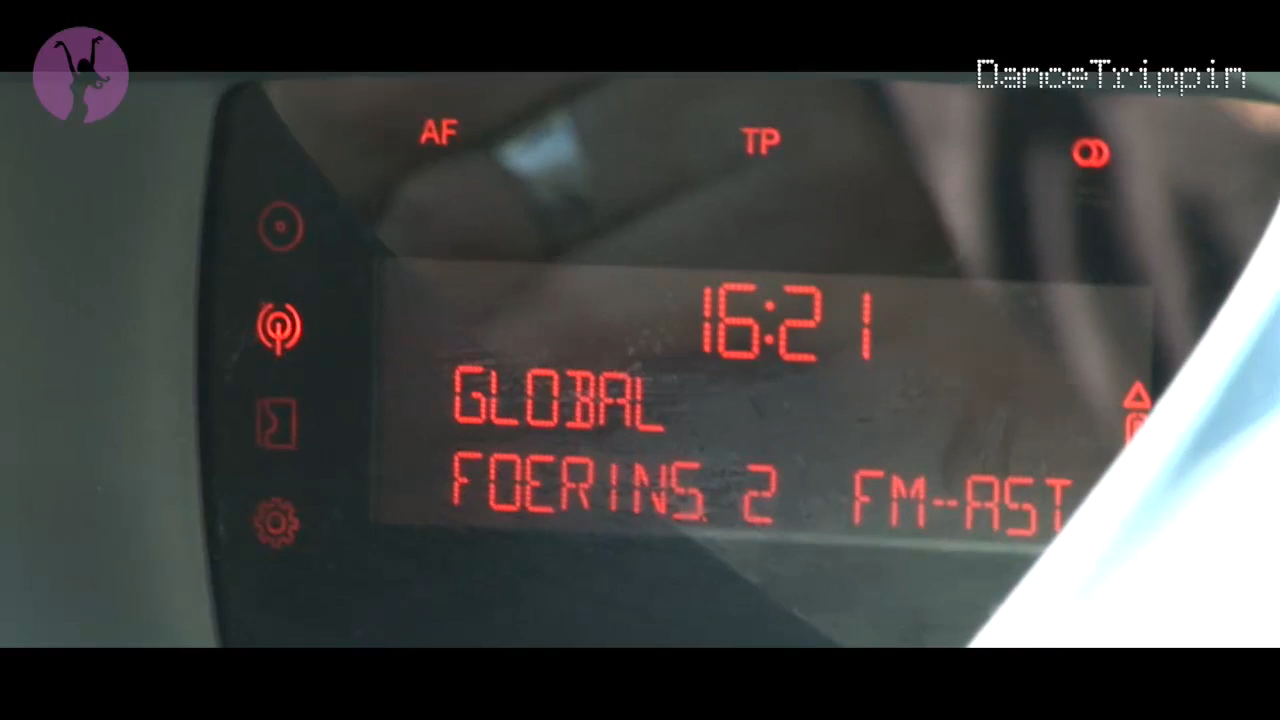 DanceTrippin
AF TP
16:21
GLOBAL
FOERINS. 2 FM-AST